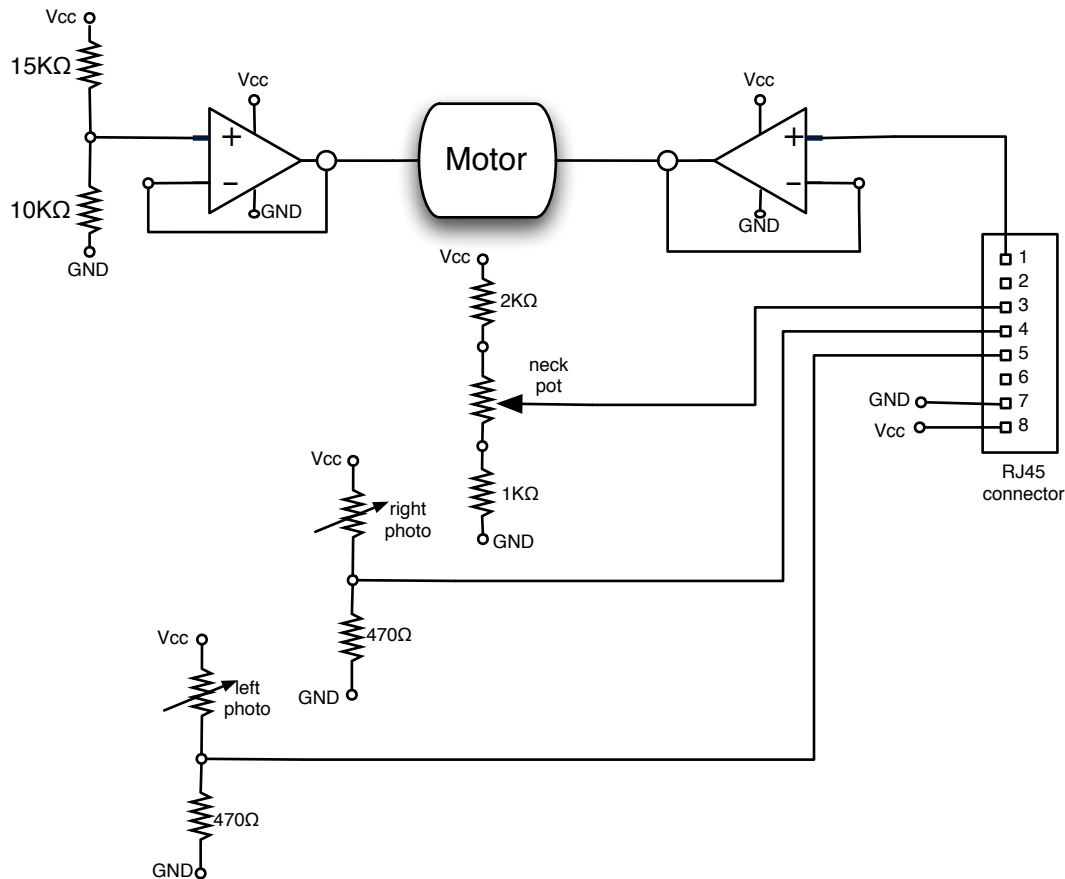 Vcc
15KΩ
10KΩ
GND
Vcc
+
−
GND
Motor
Vcc
+
−
GND
Vcc
2KΩ
neck
pot
1KΩ
GND
1
2
3
4
5
6
7
8
GND
Vcc
RJ45
connector
Vcc
right
photo
470Ω
GND
Vcc
left
photo
470Ω
GND